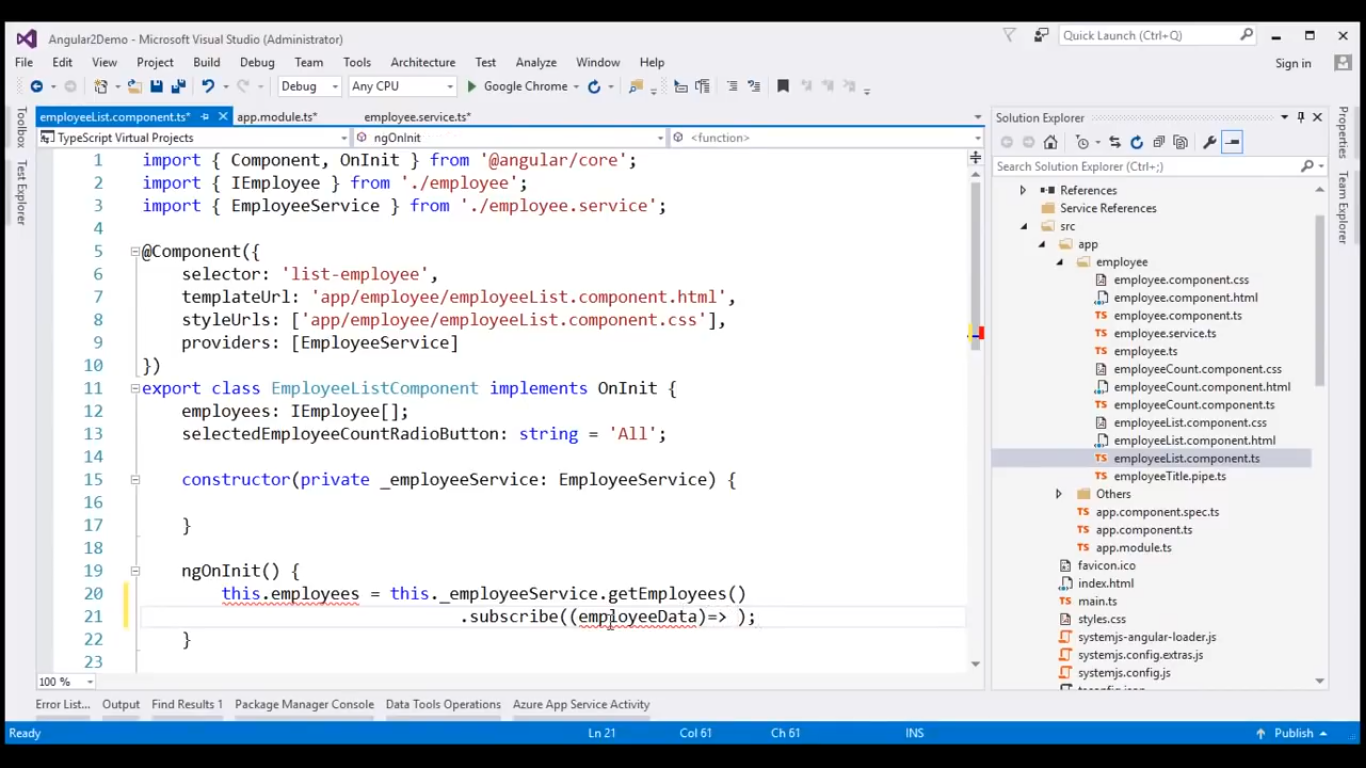 Angular2Demo - Microsoft Visual Studio (Administrator)
Quick Launch (Ctrl+Q)
File Edit View Project Build Debug Team Tools Architecture Test Analyze Window Help
Sign in
Debug Any CPU Google Chrome
employeeList.component.ts* app.module.ts* employee.service.ts*
TypeScript Virtual Projects ngOnInit <function>
Toolbox
Test Explorer
1 import { Component, OnInit } from '@angular/core';
2 import { IEmployee } from './employee';
3 import { EmployeeService } from './employee.service';
4
5 @Component({
6 selector: 'list-employee',
7 templateUrl: 'app/employee/employeeList.component.html',
8 styleUrls: ['app/employee/employeeList.component.css'],
9 providers: [EmployeeService]
10 })
11 export class EmployeeListComponent implements OnInit {
12 employees: IEmployee[];
13 selectedEmployeeCountRadioButton: string = 'All';
14
15 constructor(private _employeeService: EmployeeService) {
16
17 }
18
19 ngOnInit() {
20 this.employees = this._employeeService.getEmployees()
21 .subscribe((employeeData)=> );
22 }
23
100 %
Solution Explorer
Search Solution Explorer (Ctrl+;)
References
Service References
src
app
employee
employee.component.css
TS employee.component.html
TS employee.component.ts
TS employee.service.ts
TS employee.ts
employeeCount.component.css
employeeCount.component.html
TS employeeCount.component.ts
employeeList.component.css
employeeList.component.html
TS employeeList.component.ts
TS employeeTitle.pipe.ts
Others
TS app.component.spec.ts
TS app.component.ts
TS app.module.ts
favicon.ico
index.html
TS main.ts
styles.css
systemjs-angular-loader.js
systemjs.config.extras.js
systemjs.config.js
Properties
Team Explorer
Error List... Output Find Results 1 Package Manager Console Data Tools Operations Azure App Service Activity
Ready Ln 21 Col 61 Ch 61 INS Publish